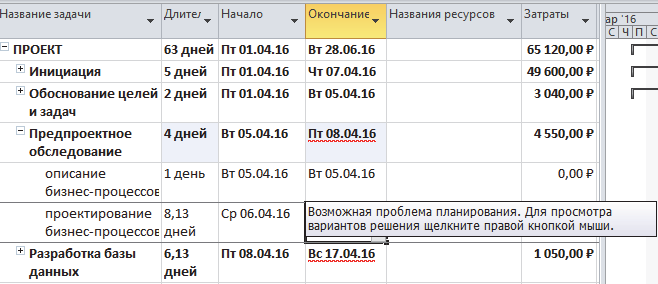 Название задачи Длител Начало Окончание Названия ресурсов Затраты ар '16
С Ч П С
ПРОЕКТ 63 дней Пт 01.04.16 Вт 28.06.16 65 120,00 ₽
Инициация 5 дней Пт 01.04.16 Чт 07.04.16 49 600,00 ₽
Обоснование целей 2 дней Пт 01.04.16 Вт 05.04.16 3 040,00 ₽
и задач
Предпроектное 4 дней Вт 05.04.16 Пт 08.04.16 4 550,00 ₽
обследование
описание 1 день Вт 05.04.16 Вт 05.04.16 0,00 ₽
бизнес-процессов
проектирование 8,13 Ср 06.04.16 Возможная проблема планирования. Для просмотра
бизнес-процессов дней вариантов решения щелкните правой кнопкой мыши.
Разработка базы 6,13 Пт 08.04.16 Вс 17.04.16 1 050,00 ₽
данных дней